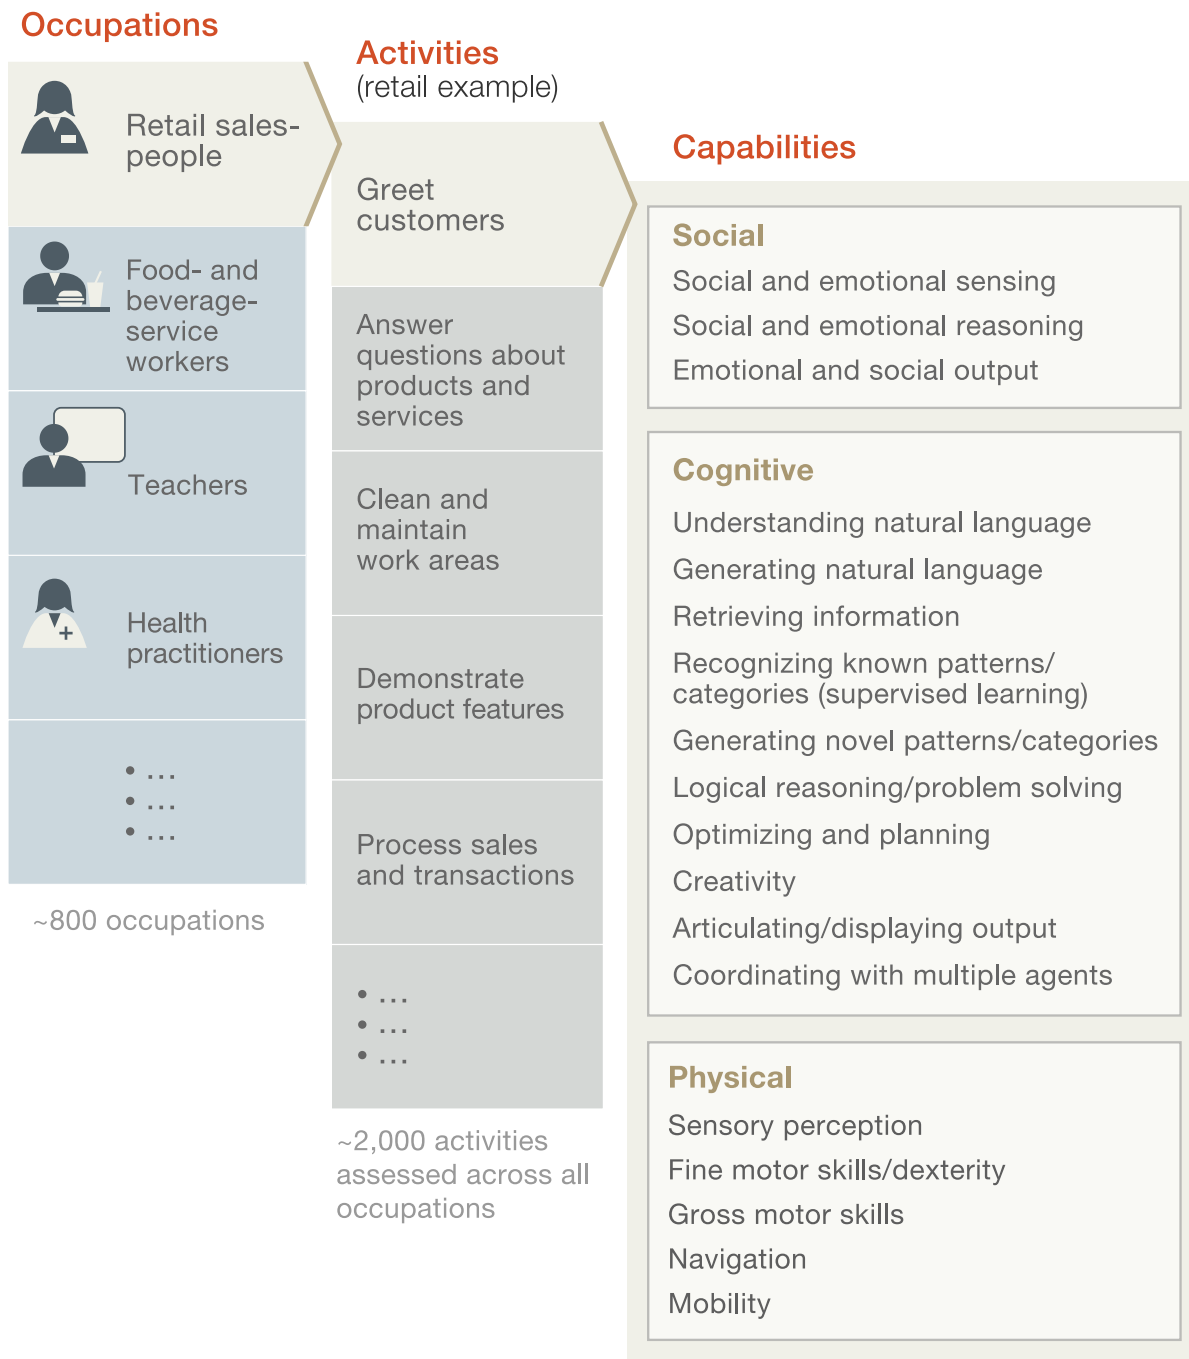 Occupations
Retail sales-
people
Food- and
beverage-
service
workers
Teachers
Health
practitioners
• ...
• ...
• ...
~800 occupations
Activities
(retail example)
Greet
customers
Answer
questions about
products and
services
Clean and
maintain
work areas
Demonstrate
product features
Process sales
and transactions
• ...
• ...
• ...
~2,000 activities
assessed across all
occupations
Capabilities
Social
Social and emotional sensing
Social and emotional reasoning
Emotional and social output
Cognitive
Understanding natural language
Generating natural language
Retrieving information
Recognizing known patterns/
categories (supervised learning)
Generating novel patterns/categories
Logical reasoning/problem solving
Optimizing and planning
Creativity
Articulating/displaying output
Coordinating with multiple agents
Physical
Sensory perception
Fine motor skills/dexterity
Gross motor skills
Navigation
Mobility